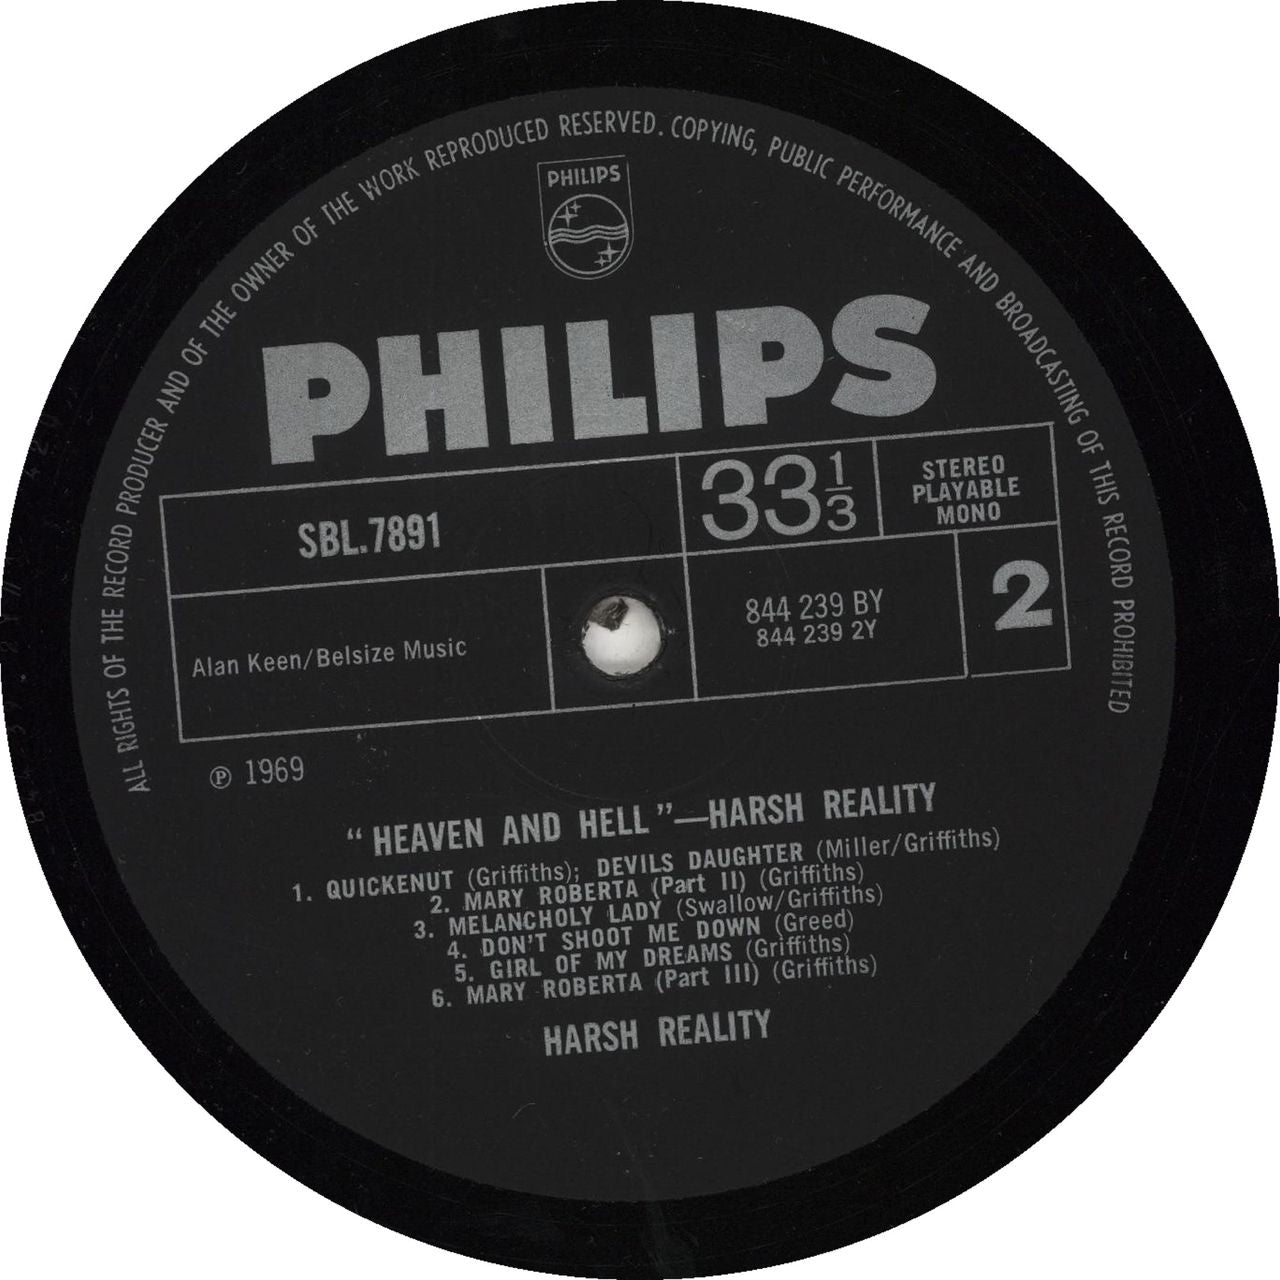 ALL RIGHTS OF THE RECORD PRODUCER AND OF THE OWNER OF THE WORK REPRODUCED RESERVED. COPYING, PUBLIC PERFORMANCE AND BROADCASTING OF THIS RECORD PROHIBITED
PHILIPS
PHILIPS
SBL.7891
33 1/3
STEREO
PLAYABLE
MONO
Alan Keen/Belsize Music
844 239 BY
844 239 2Y
2
℗ 1969
“HEAVEN AND HELL”—HARSH REALITY
1. QUICKENUT (Griffiths); DEVILS DAUGHTER (Miller/Griffiths)
2. MARY ROBERTA (Part II) (Griffiths)
3. MELANCHOLY LADY (Swallow/Griffiths)
4. DON'T SHOOT ME DOWN (Greed)
5. GIRL OF MY DREAMS (Griffiths)
6. MARY ROBERTA (Part III) (Griffiths)
HARSH REALITY